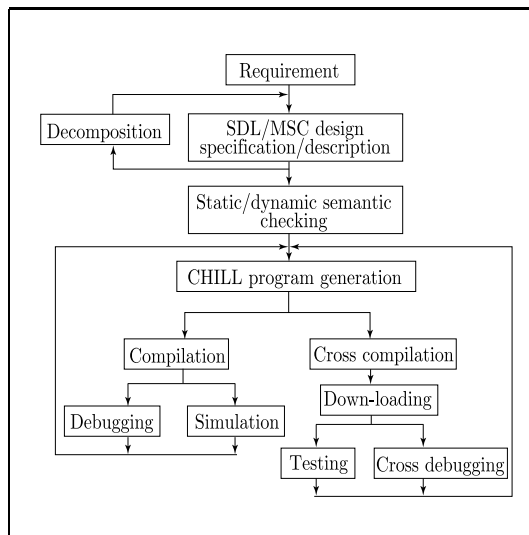 Requirement
Decomposition
SDL/MSC design
specification/description
Static/dynamic semantic
checking
CHILL program generation
Compilation
Cross compilation
Down-loading
Debugging
Simulation
Testing
Cross debugging